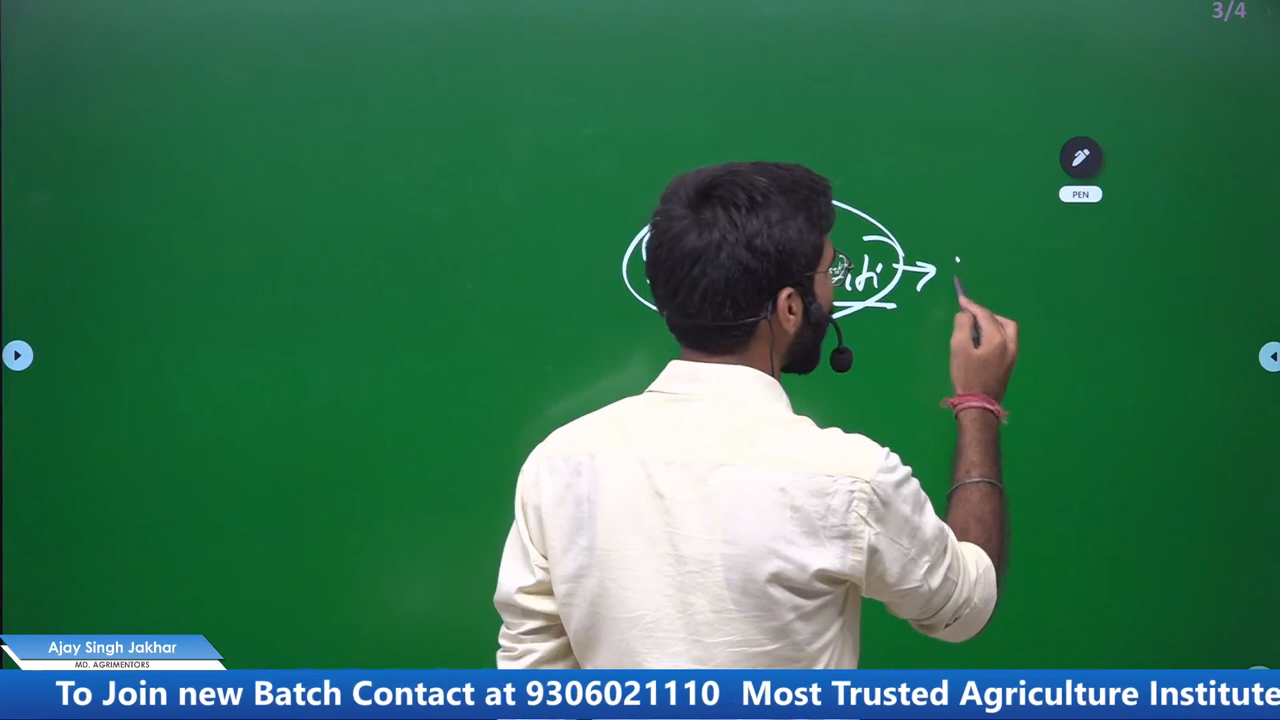 3/4
PEN
Ajay Singh Jakhar
MD. AGRIMENTORS
To Join new Batch Contact at 9306021110 Most Trusted Agriculture Institute